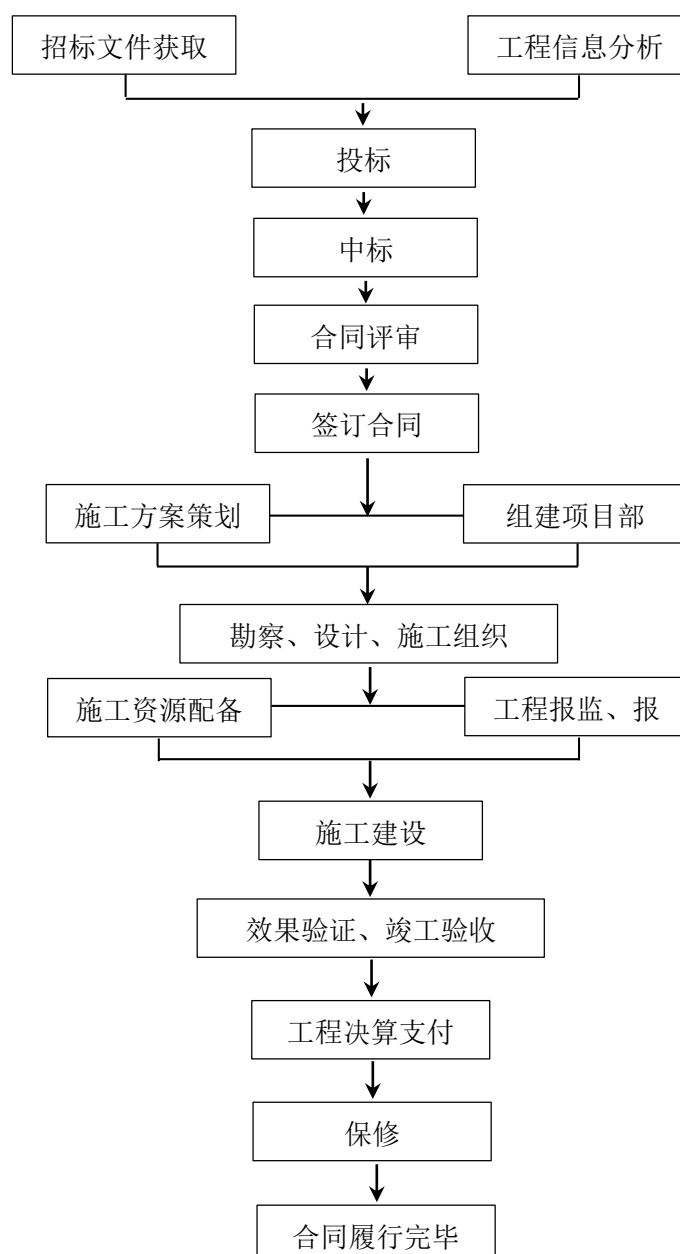 招标文件获取
工程信息分析
投标
中标
合同评审
签订合同
施工方案策划
组建项目部
勘察、设计、施工组织
施工资源配备
工程报监、报
施工建设
效果验证、竣工验收
工程决算支付
保修
合同履行完毕